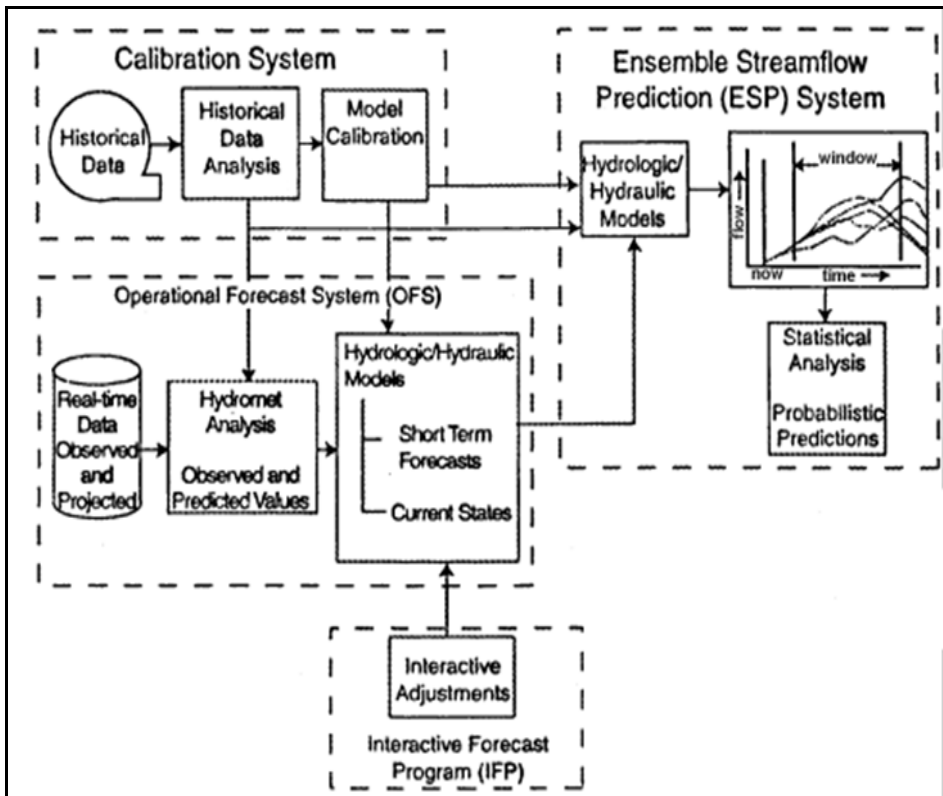 Calibration System
Historical
Data
Historical
Data
Analysis
Model
Calibration
Ensemble Streamflow
Prediction (ESP) System
Hydrologic/
Hydraulic
Models
window
flow
now
time
Statistical
Analysis
Probabilistic
Predictions
Operational Forecast System (OFS)
Real-time
Data
Observed
and
Projected
Hydromet
Analysis
Observed and
Predicted Values
Hydrologic/Hydraulic
Models
Short Term
Forecasts
Current States
Interactive
Adjustments
Interactive Forecast
Program (IFP)